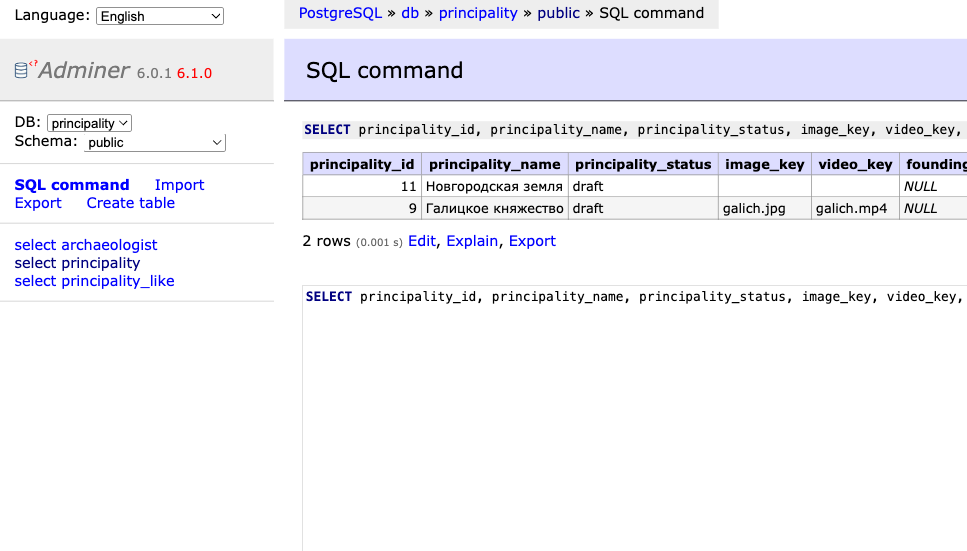 Language: English
PostgreSQL » db » principality » public » SQL command
<?Adminer 6.0.1 6.1.0
SQL command
DB: principality
Schema: public
SQL command Import
Export Create table
select archaeologist
select principality
select principality_like
SELECT principality_id, principality_name, principality_status, image_key, video_key,
principality_id principality_name principality_status image_key video_key founding
11 Новгородская земля draft NULL
9 Галицкое княжество draft galich.jpg galich.mp4 NULL
2 rows (0.001 s) Edit, Explain, Export
SELECT principality_id, principality_name, principality_status, image_key, video_key,